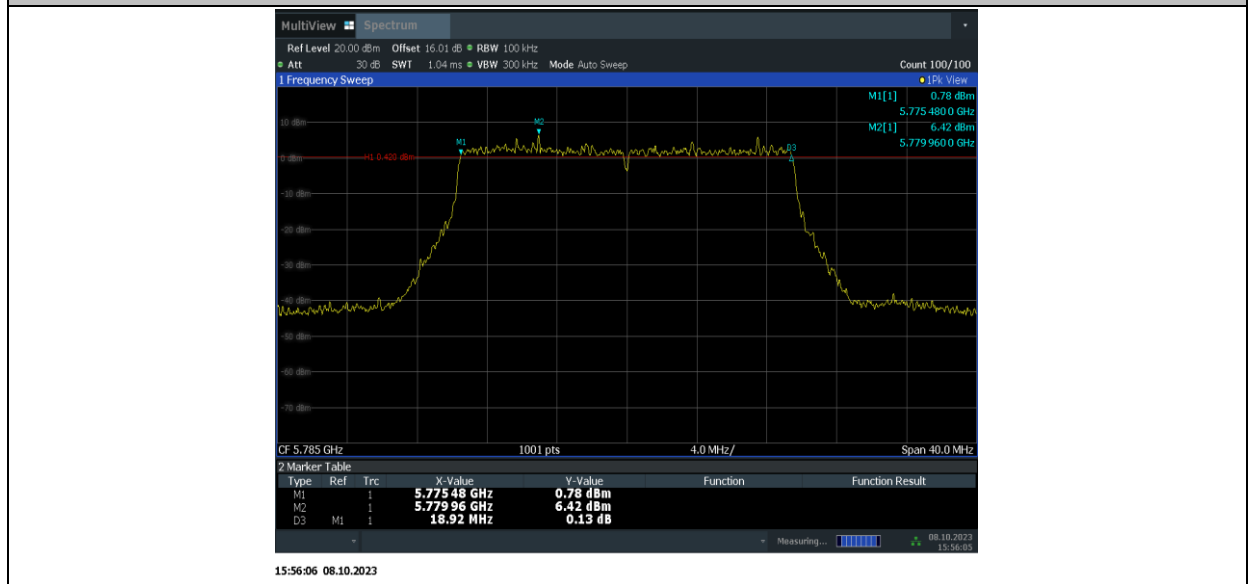 MultiView Spectrum
Ref Level 20.00 dBm Offset 16.01 dB RBW 100 kHz
Att 30 dB SWT 1.04 ms VBW 300 kHz Mode Auto Sweep Count 100/100
1 Frequency Sweep 1Pk View
M1[1] 0.78 dBm
5.775 480 0 GHz
10 dBm M2 M2[1] 6.42 dBm
M1 D3 5.779 960 0 GHz
0 dBm H1 0.420 dBm
-10 dBm
-20 dBm
-30 dBm
-40 dBm
-50 dBm
-60 dBm
-70 dBm
CF 5.785 GHz 1001 pts 4.0 MHz/ Span 40.0 MHz
2 Marker Table
Type Ref Trc X-Value Y-Value Function Function Result
M1 1 5.775 48 GHz 0.78 dBm
M2 1 5.779 96 GHz 6.42 dBm
D3 M1 1 18.92 MHz 0.13 dB
Measuring... 08.10.2023
15:56:05
15:56:06 08.10.2023